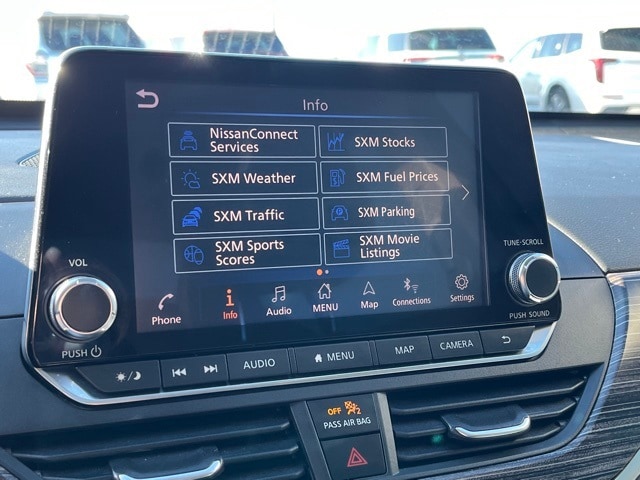 Info
NissanConnect
Services
SXM Stocks
SXM Weather
SXM Fuel Prices
SXM Traffic
SXM Parking
SXM Sports
Scores
SXM Movie
Listings
Phone
Info
Audio
MENU
Map
Connections
Settings
VOL
PUSH
TUNE·SCROLL
PUSH SOUND
AUDIO
MENU
MAP
CAMERA
OFF 2
PASS AIR BAG